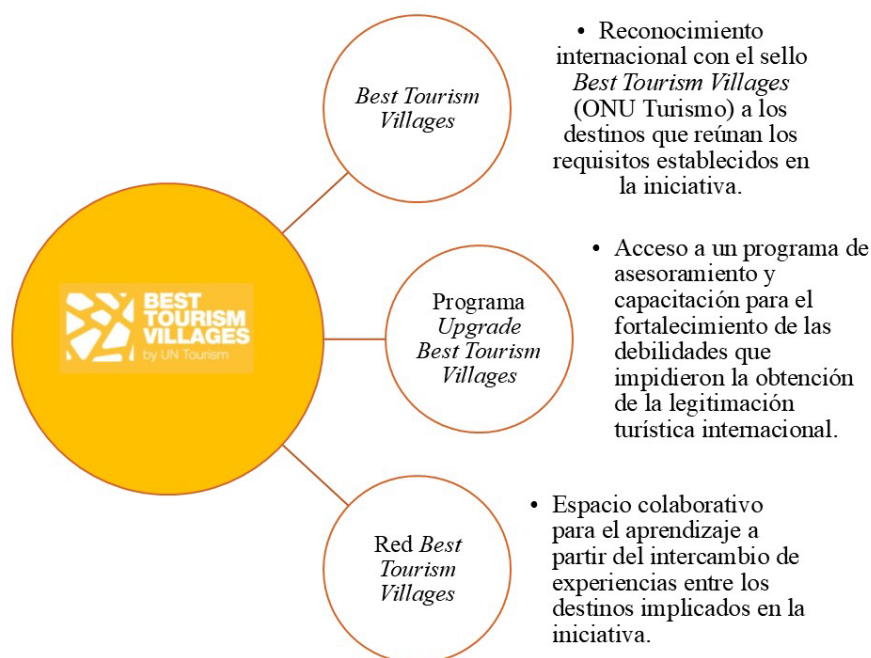 BEST
TOURISM
VILLAGES
by UN Tourism
Best Tourism
Villages
• Reconocimiento
internacional con el sello
Best Tourism Villages
(ONU Turismo) a los
destinos que reúnan los
requisitos establecidos en
la iniciativa.
Programa
Upgrade
Best Tourism
Villages
• Acceso a un programa de
asesoramiento y
capacitación para el
fortalecimiento de las
debilidades que
impidieron la obtención
de la legitimación
turística internacional.
Red Best
Tourism
Villages
• Espacio colaborativo
para el aprendizaje a
partir del intercambio de
experiencias entre los
destinos implicados en la
iniciativa.